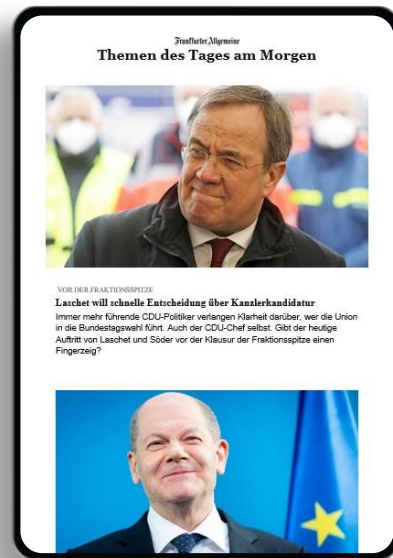 Frankfurter Allgemeine
Themen des Tages am Morgen
VOR DER FRAKTIONSSPITZE
Laschet will schnelle Entscheidung über Kanzlerkandidatur
Immer mehr führende CDU-Politiker verlangen Klarheit darüber, wer die Union
in die Bundestagswahl führt. Auch der CDU-Chef selbst. Gibt der heutige
Auftritt von Laschet und Söder vor der Klausur der Fraktionsspitze einen
Fingerzeig?